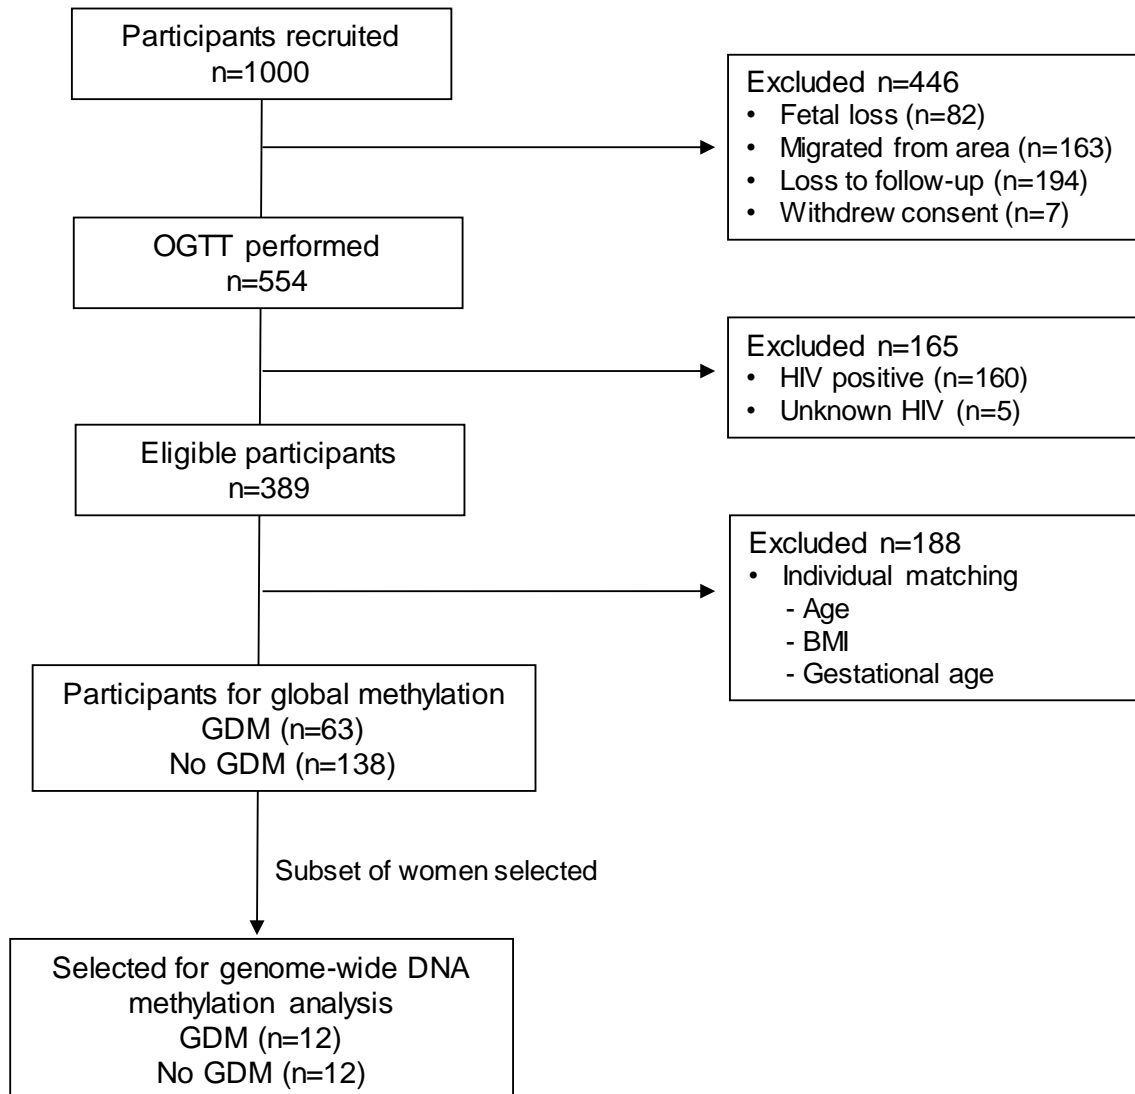 Participants recruited
n=1000
Excluded n=446
• Fetal loss (n=82)
• Migrated from area (n=163)
• Loss to follow-up (n=194)
• Withdrew consent (n=7)
OGTT performed
n=554
Excluded n=165
• HIV positive (n=160)
• Unknown HIV (n=5)
Eligible participants
n=389
Excluded n=188
• Individual matching
- Age
- BMI
- Gestational age
Participants for global methylation
GDM (n=63)
No GDM (n=138)
Subset of women selected
Selected for genome-wide DNA
methylation analysis
GDM (n=12)
No GDM (n=12)